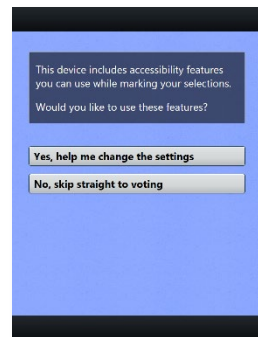 This device includes accessibility features
you can use while marking your selections.
Would you like to use these features?
Yes, help me change the settings
No, skip straight to voting